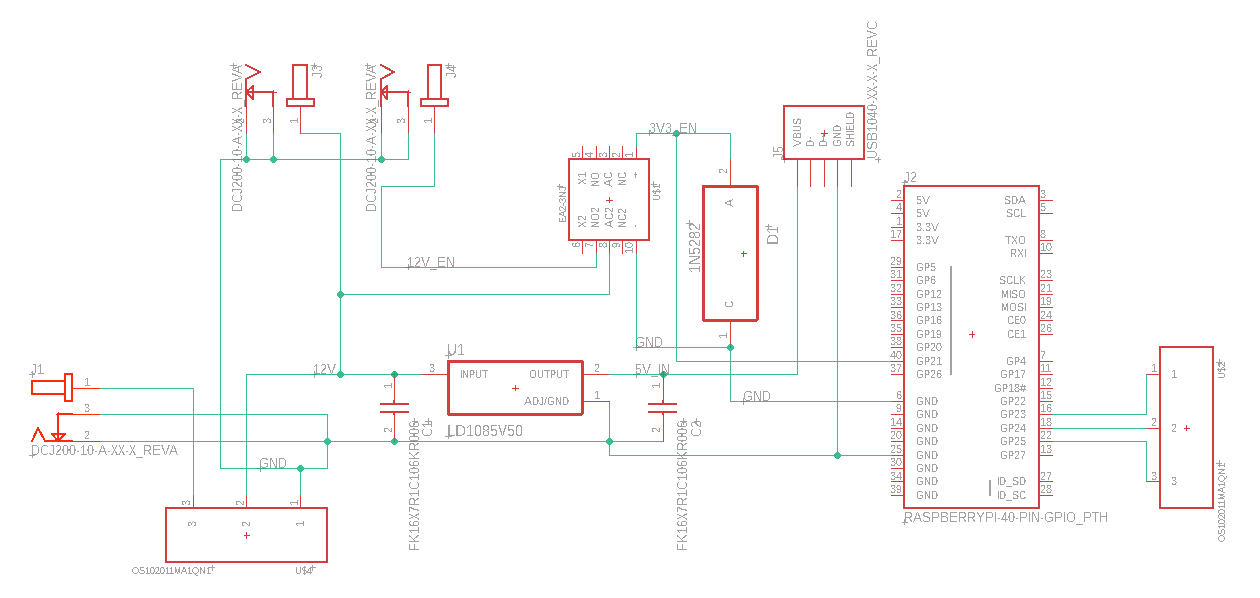 DCJ200-10-A-XX-X_REVA
2
3
J3
1
DCJ200-10-A-XX-X_REVA
2
3
J4
1
3V3_EN
5
4
3
2
1
X1
NO
AC
NC
+
EA2-3NJ
U$1
X2
NO2
AC2
NC2
-
6
7
8
9
10
12V_EN
2
A
1N5282
D1
C
1
GND
USB1040-XX-X-X_REVC
J5
VBUS
D-
D+
GND
SHIELD
J2
2
5V
4
5V
1
3.3V
17
3.3V
29
GP5
31
GP6
32
GP12
33
GP13
36
GP16
35
GP19
38
GP20
40
GP21
37
GP26
6
GND
9
GND
14
GND
20
GND
25
GND
30
GND
34
GND
39
GND
SDA
3
SCL
5
TXO
8
RXI
10
SCLK
23
MISO
21
MOSI
19
CE0
24
CE1
26
GP4
7
GP17
11
GP18#
12
GP22
15
GP23
16
GP24
18
GP25
22
GP27
13
ID_SD
27
ID_SC
28
RASPBERRYPI-40-PIN-GPIO_PTH
1
1
2
2
3
3
U$2
OS102011MA1QN1
GND
5V_IN
U1
3
INPUT
OUTPUT
2
ADJ/GND
1
LD1085V50
12V
1
2
C1
FK16X7R1C106KR006
1
2
C2
FK16X7R1C106KR006
J1
1
3
2
DCJ200-10-A-XX-X_REVA
GND
3
2
1
3
2
1
OS102011MA1QN1
U$4